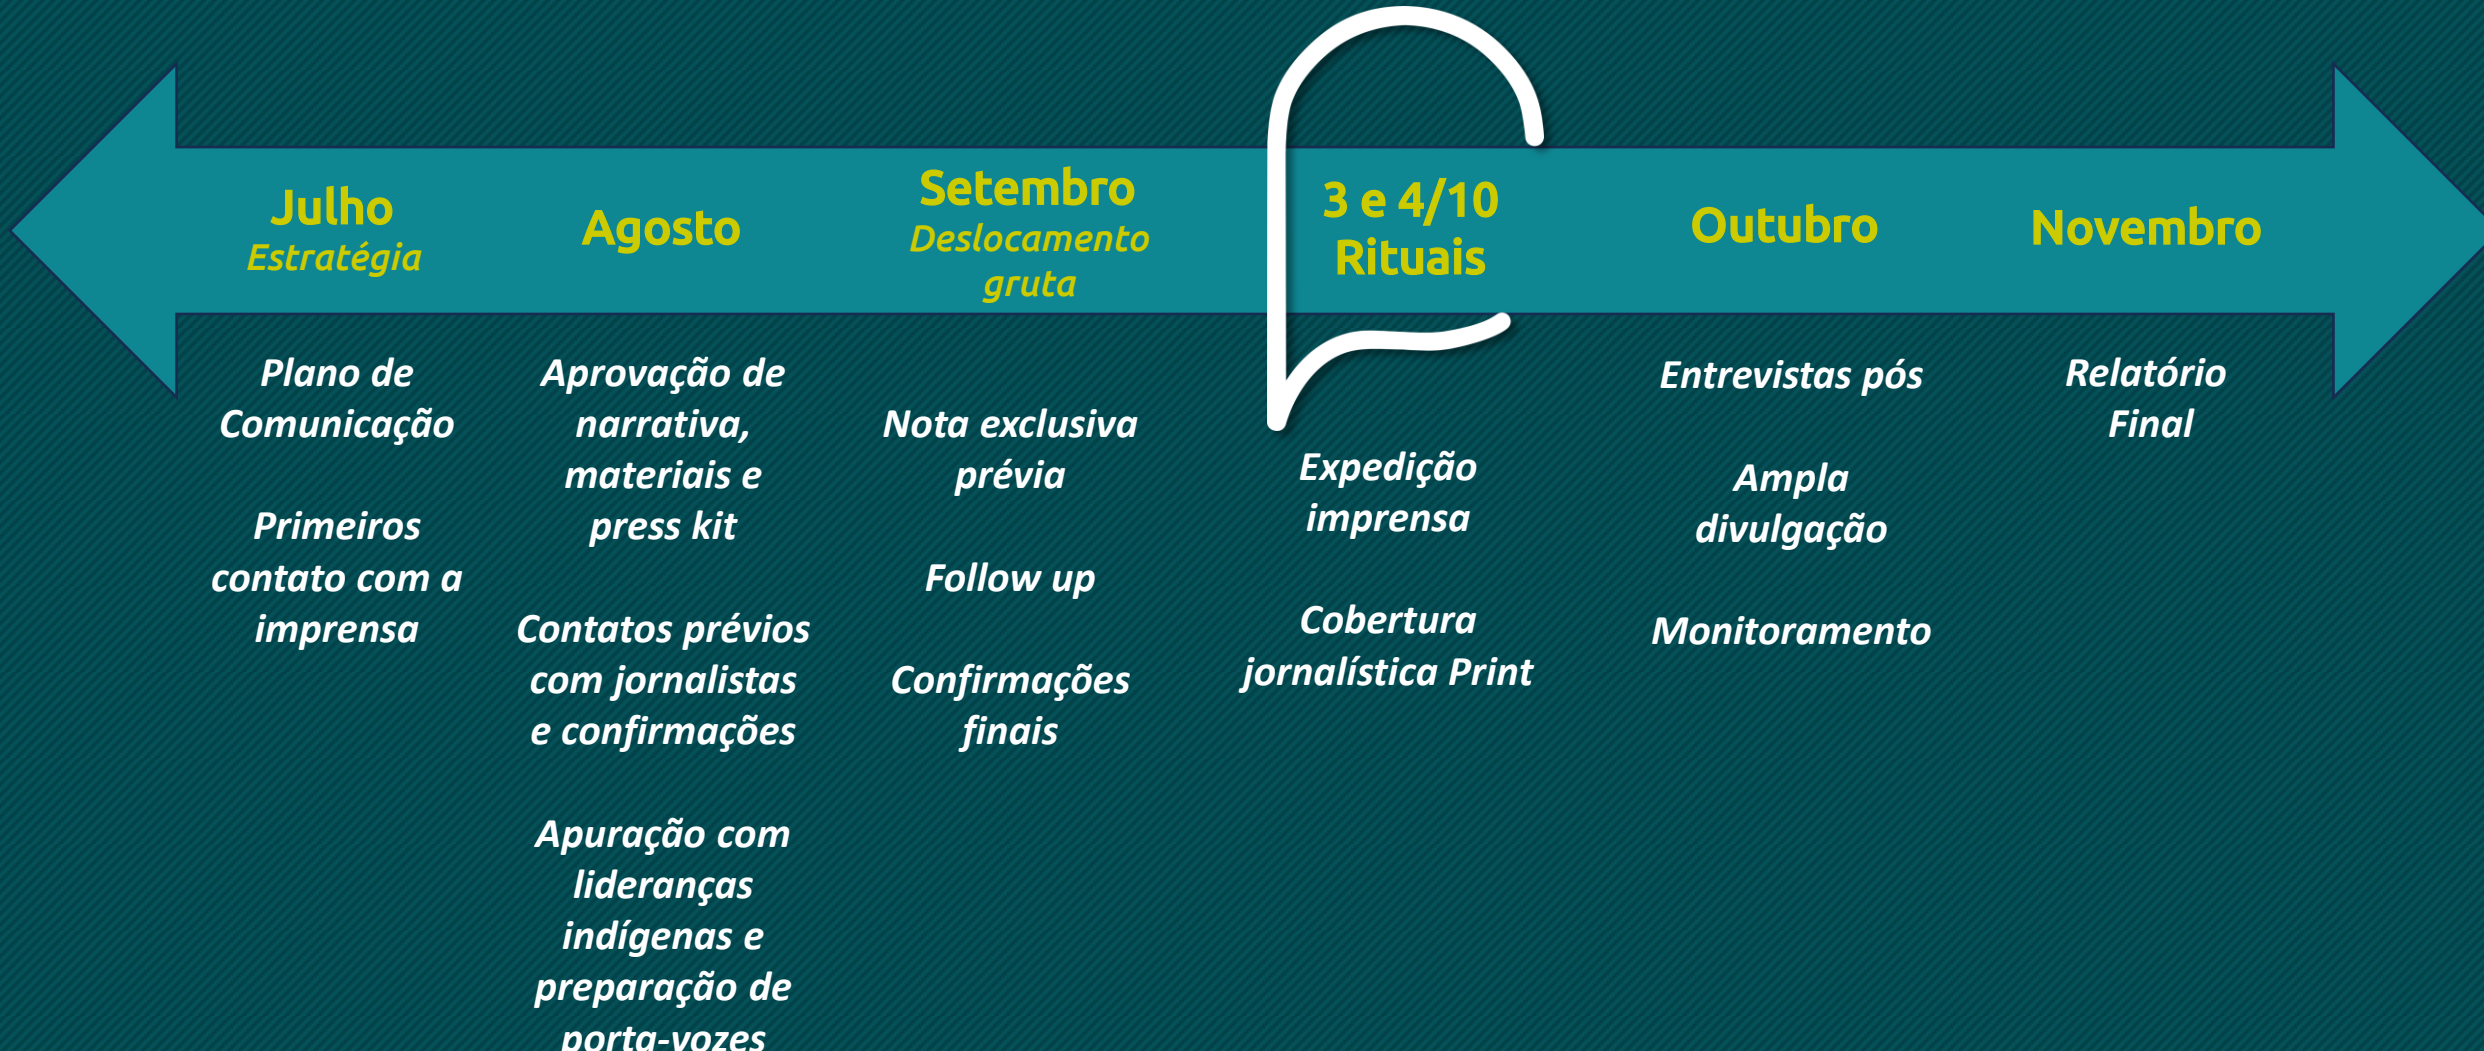 Julho
Estratégia
Agosto
Setembro
Deslocamento
gruta
3 e 4/10
Rituais
Outubro
Novembro
Plano de
Comunicação
Primeiros
contato com a
imprensa
Aprovação de
narrativa,
materiais e
press kit
Contatos prévios
com jornalistas
e confirmações
Apuração com
lideranças
indígenas e
preparação de
porta-vozes
Nota exclusiva
prévia
Follow up
Confirmações
finais
Expedição
imprensa
Cobertura
jornalística Print
Entrevistas pós
Ampla
divulgação
Monitoramento
Relatório
Final